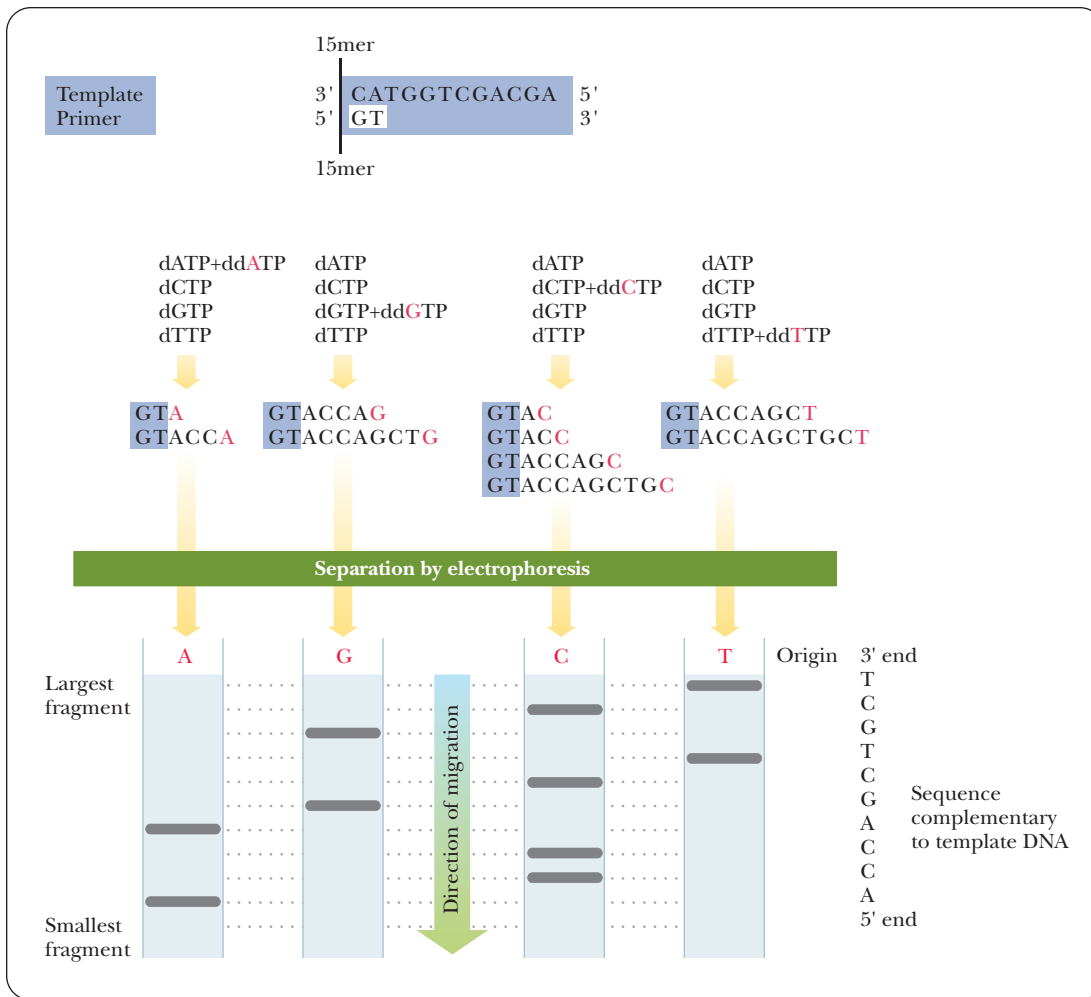 15mer
Template
Primer
3' CATGGTCGACGA 5'
5' GT 3'
15mer
dATP+ddATP
dCTP
dGTP
dTTP
dATP
dCTP
dGTP+ddGTP
dTTP
dATP
dCTP+ddCTP
dGTP
dTTP
dATP
dCTP
dGTP
dTTP+ddTTP
GTA
GTACCA
GTACCAG
GTACCAGCTG
GTAC
GTACC
GTACCAGC
GTACCAGCTGC
GTACCAGCT
GTACCAGCTGCT
Separation by electrophoresis
A
G
C
T
Origin
Largest
fragment
Smallest
fragment
Direction of migration
3' end
T
C
G
T
C
G
A
C
C
A
5' end
Sequence
complementary
to template DNA